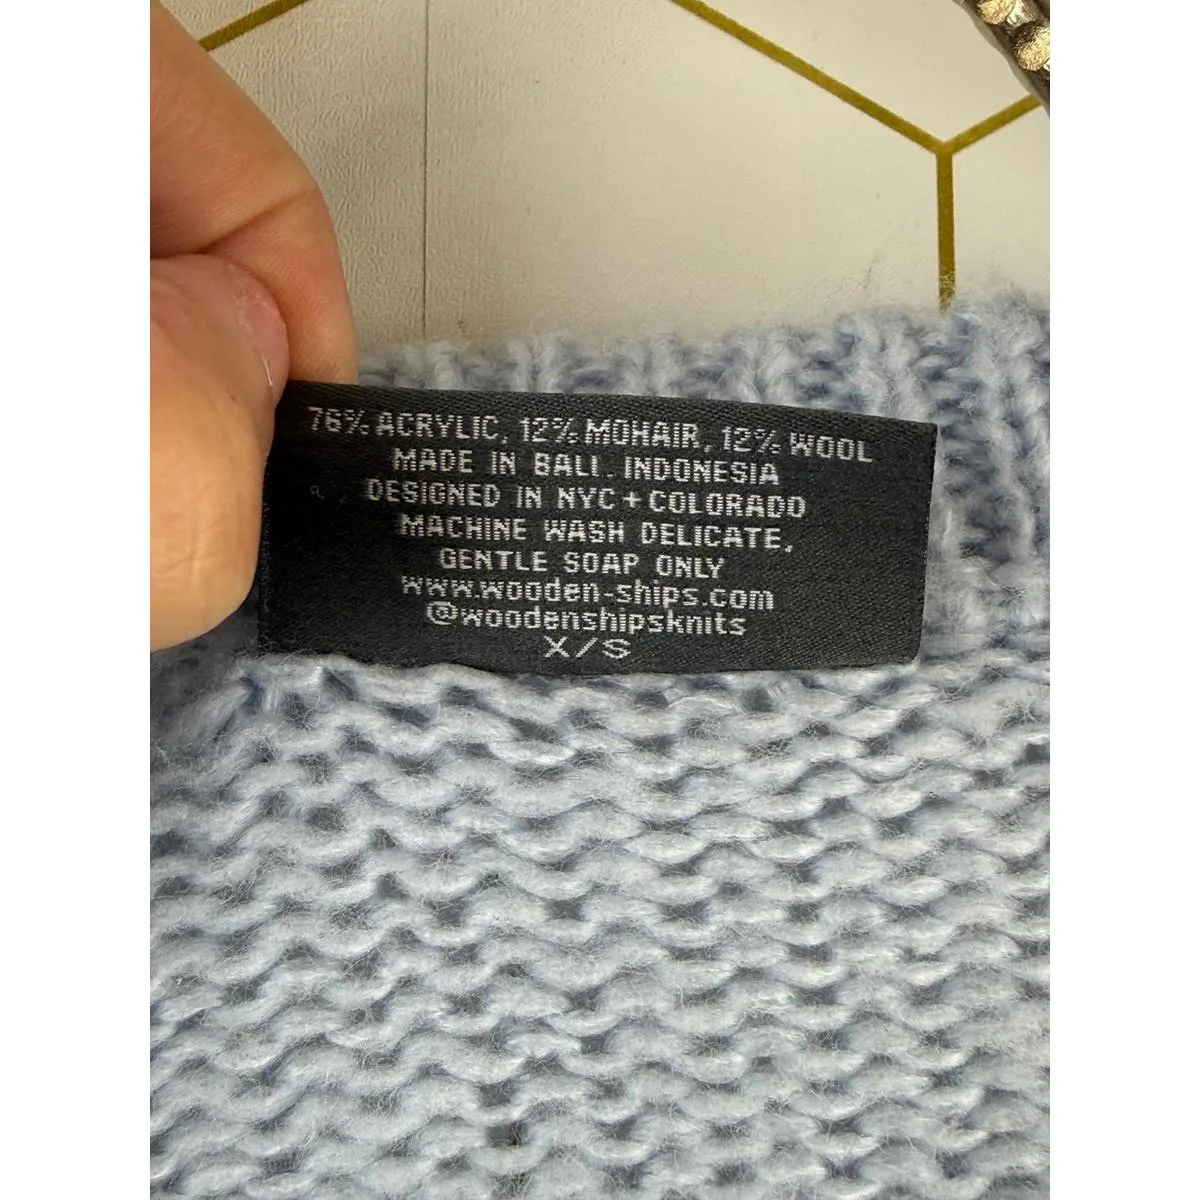 76% ACRYLIC, 12% MOHAIR, 12% WOOL
MADE IN BALI. INDONESIA
DESIGNED IN NYC+COLORADO
MACHINE WASH DELICATE,
GENTLE SOAP ONLY
www.wooden-ships.com
@woodenshipsknits
X/S